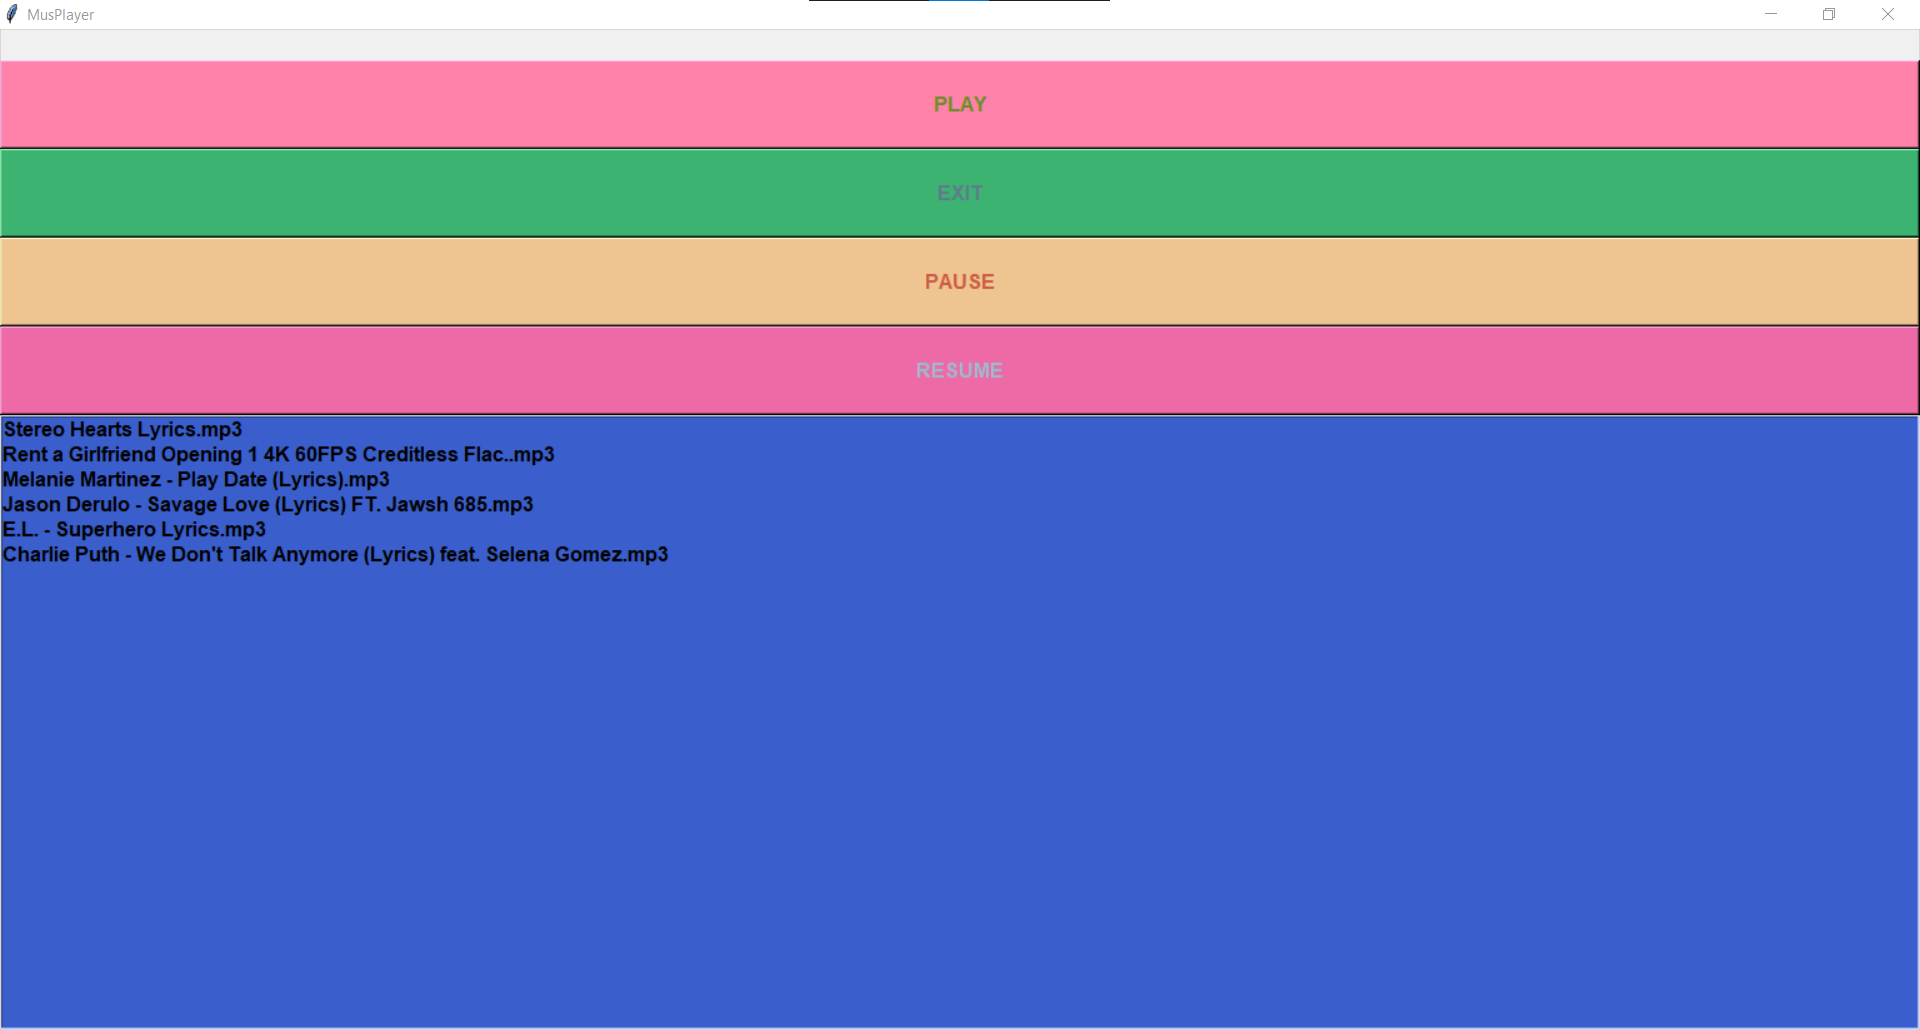 MusPlayer
PLAY
EXIT
PAUSE
RESUME
Stereo Hearts Lyrics.mp3
Rent a Girlfriend Opening 1 4K 60FPS Creditless Flac..mp3
Melanie Martinez - Play Date (Lyrics).mp3
Jason Derulo - Savage Love (Lyrics) FT. Jawsh 685.mp3
E.L. - Superhero Lyrics.mp3
Charlie Puth - We Don't Talk Anymore (Lyrics) feat. Selena Gomez.mp3